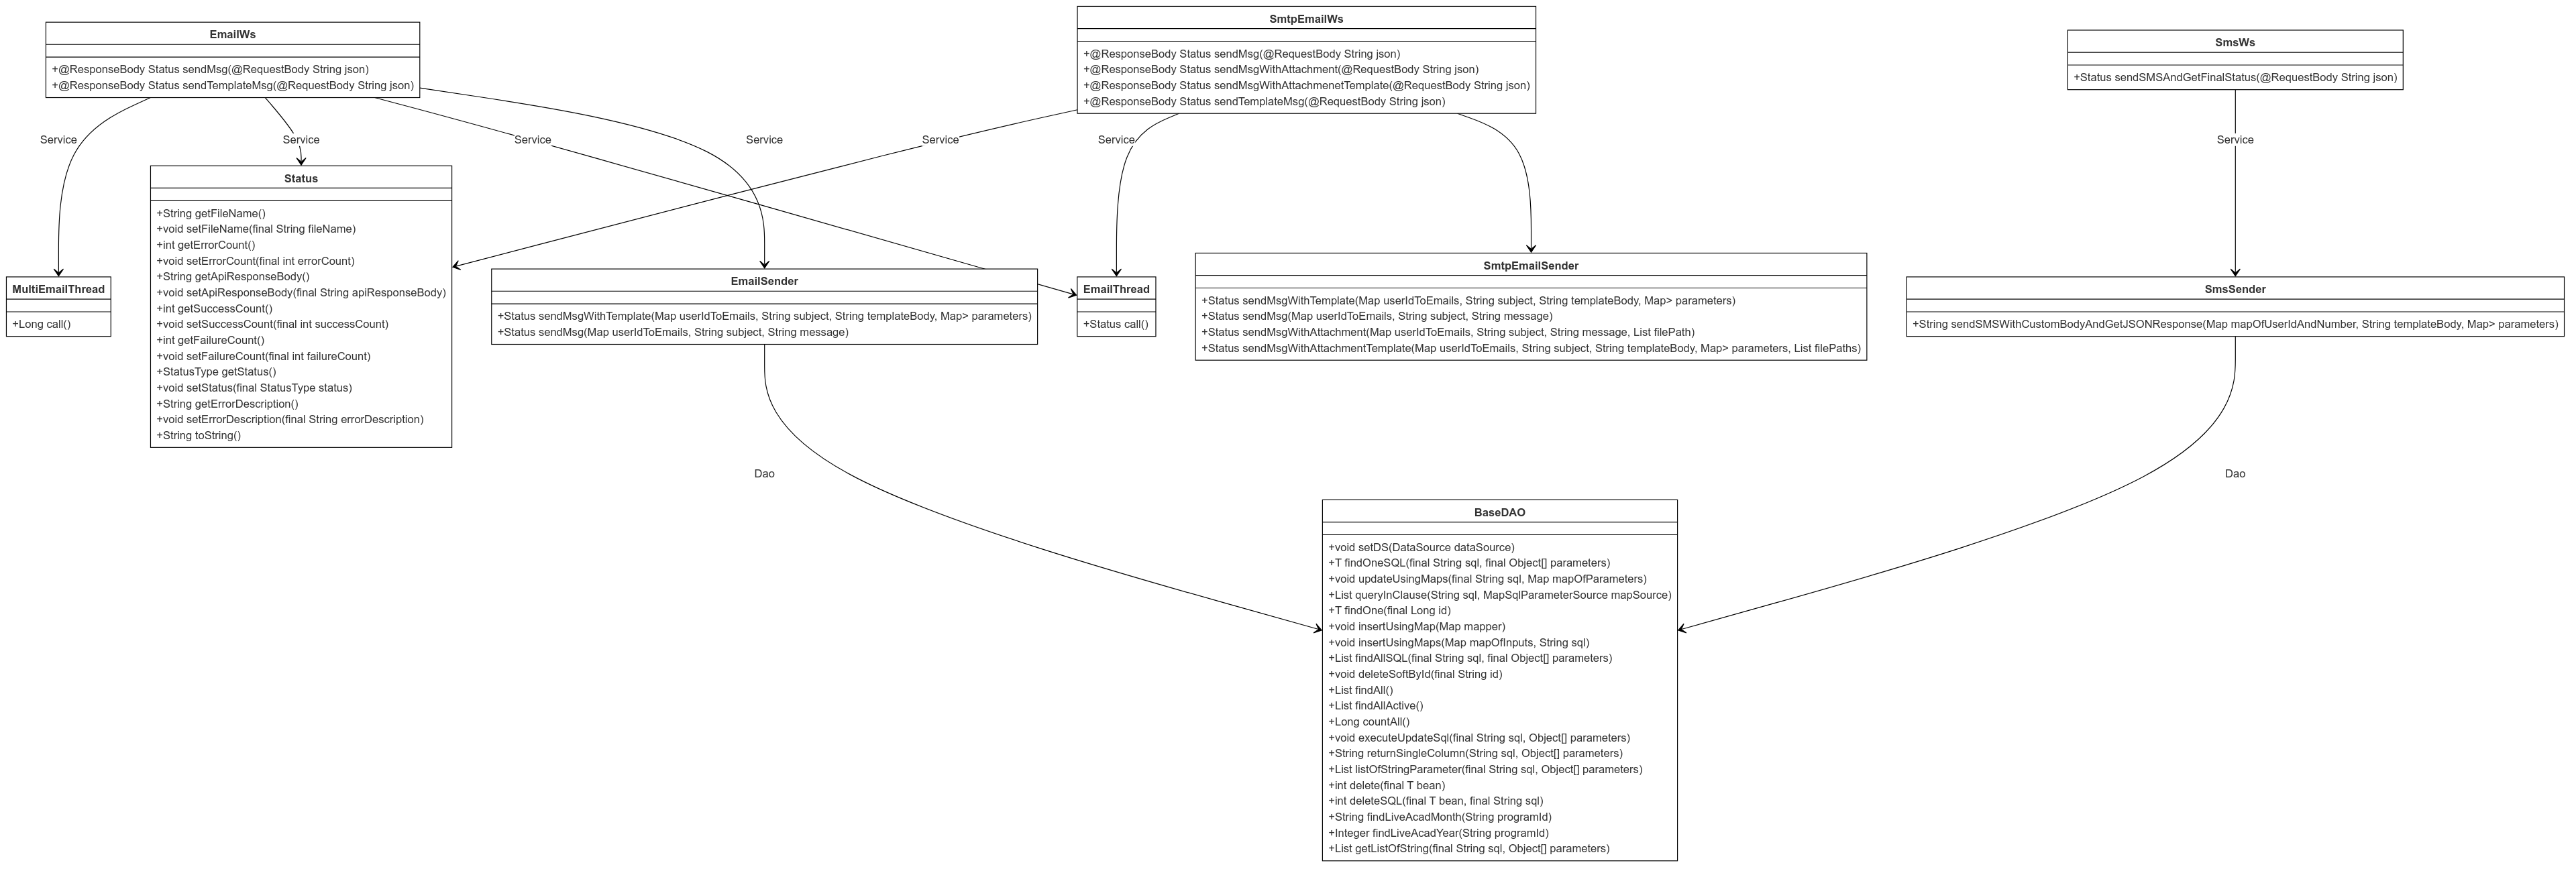 EmailWs
+@ResponseBody Status sendMsg(@RequestBody String json)
+@ResponseBody Status sendTemplateMsg(@RequestBody String json)
SmtpEmailWs
+@ResponseBody Status sendMsg(@RequestBody String json)
+@ResponseBody Status sendMsgWithAttachment(@RequestBody String json)
+@ResponseBody Status sendMsgWithAttachmenetTemplate(@RequestBody String json)
+@ResponseBody Status sendTemplateMsg(@RequestBody String json)
SmsWs
+Status sendSMSAndGetFinalStatus(@RequestBody String json)
Service
Service
Service
Service
Service
Service
Service
MultiEmailThread
+Long call()
Status
+String getFileName()
+void setFileName(final String fileName)
+int getErrorCount()
+void setErrorCount(final int errorCount)
+String getApiResponseBody()
+void setApiResponseBody(final String apiResponseBody)
+int getSuccessCount()
+void setSuccessCount(final int successCount)
+int getFailureCount()
+void setFailureCount(final int failureCount)
+StatusType getStatus()
+void setStatus(final StatusType status)
+String getErrorDescription()
+void setErrorDescription(final String errorDescription)
+String toString()
EmailSender
+Status sendMsgWithTemplate(Map userIdToEmails, String subject, String templateBody, Map> parameters)
+Status sendMsg(Map userIdToEmails, String subject, String message)
EmailThread
+Status call()
SmtpEmailSender
+Status sendMsgWithTemplate(Map userIdToEmails, String subject, String templateBody, Map> parameters)
+Status sendMsg(Map userIdToEmails, String subject, String message)
+Status sendMsgWithAttachment(Map userIdToEmails, String subject, String message, List filePath)
+Status sendMsgWithAttachmentTemplate(Map userIdToEmails, String subject, String templateBody, Map> parameters, List filePaths)
SmsSender
+String sendSMSWithCustomBodyAndGetJSONResponse(Map mapOfUserIdAndNumber, String templateBody, Map> parameters)
Dao
Dao
BaseDAO
+void setDS(DataSource dataSource)
+T findOneSQL(final String sql, final Object[] parameters)
+void updateUsingMaps(final String sql, Map mapOfParameters)
+List queryInClause(String sql, MapSqlParameterSource mapSource)
+T findOne(final Long id)
+void insertUsingMap(Map mapper)
+void insertUsingMaps(Map mapOfInputs, String sql)
+List findAllSQL(final String sql, final Object[] parameters)
+void deleteSoftById(final String id)
+List findAll()
+List findAllActive()
+Long countAll()
+void executeUpdateSql(final String sql, Object[] parameters)
+String returnSingleColumn(String sql, Object[] parameters)
+List listOfStringParameter(final String sql, Object[] parameters)
+int delete(final T bean)
+int deleteSQL(final T bean, final String sql)
+String findLiveAcadMonth(String programId)
+Integer findLiveAcadYear(String programId)
+List getListOfString(final String sql, Object[] parameters)